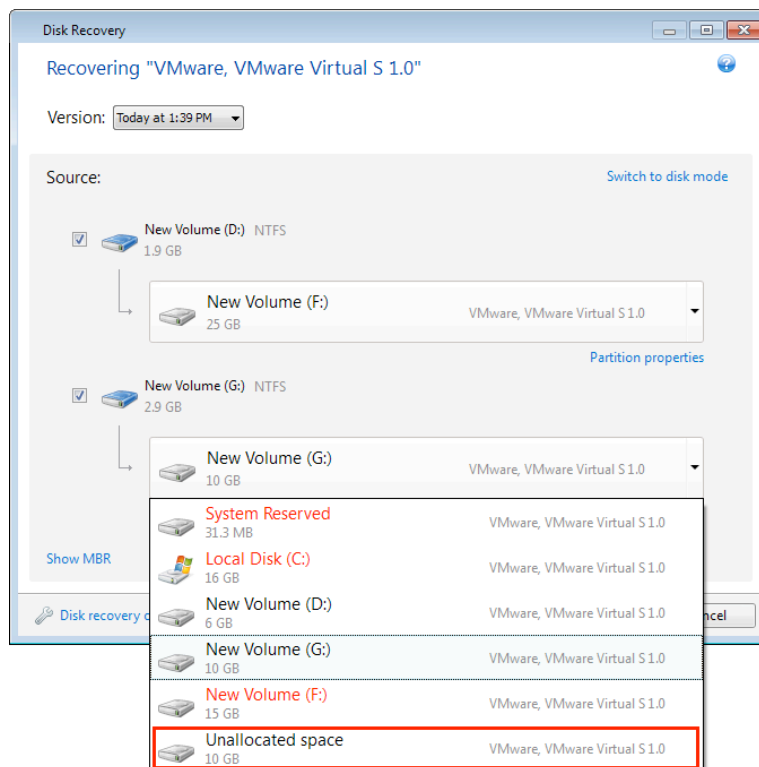 Disk Recovery
Recovering "VMware, VMware Virtual S 1.0"
Version: Today at 1:39 PM
Source:
Switch to disk mode
New Volume (D:) NTFS
1.9 GB
New Volume (F:)
VMware, VMware Virtual S 1.0
25 GB
Partition properties
New Volume (G:) NTFS
2.9 GB
New Volume (G:)
VMware, VMware Virtual S 1.0
10 GB
System Reserved
VMware, VMware Virtual S 1.0
31.3 MB
Show MBR
Local Disk (C:)
VMware, VMware Virtual S 1.0
16 GB
Disk recovery o
New Volume (D:)
VMware, VMware Virtual S 1.0
6 GB
ncel
New Volume (G:)
VMware, VMware Virtual S 1.0
10 GB
New Volume (F:)
VMware, VMware Virtual S 1.0
15 GB
Unallocated space
VMware, VMware Virtual S 1.0
10 GB